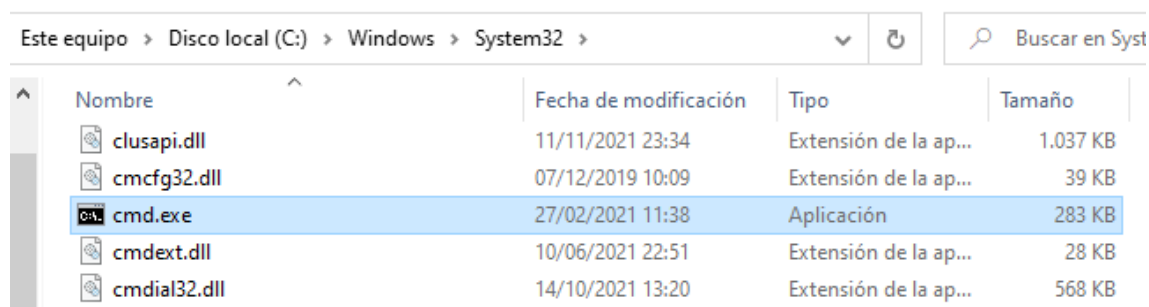 Este equipo > Disco local (C:) > Windows > System32 > Buscar en Syst
Nombre Fecha de modificación Tipo Tamaño
clusapi.dll 11/11/2021 23:34 Extensión de la ap... 1.037 KB
cmcfg32.dll 07/12/2019 10:09 Extensión de la ap... 39 KB
cmd.exe 27/02/2021 11:38 Aplicación 283 KB
cmdext.dll 10/06/2021 22:51 Extensión de la ap... 28 KB
cmdial32.dll 14/10/2021 13:20 Extensión de la ap... 568 KB